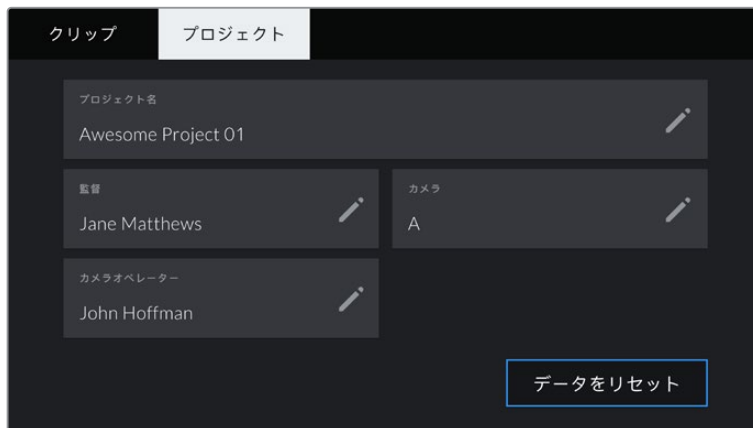 クリップ
プロジェクト
プロジェクト名
Awesome Project 01
監督
Jane Matthews
カメラ
A
カメラオペレーター
John Hoffman
データをリセット